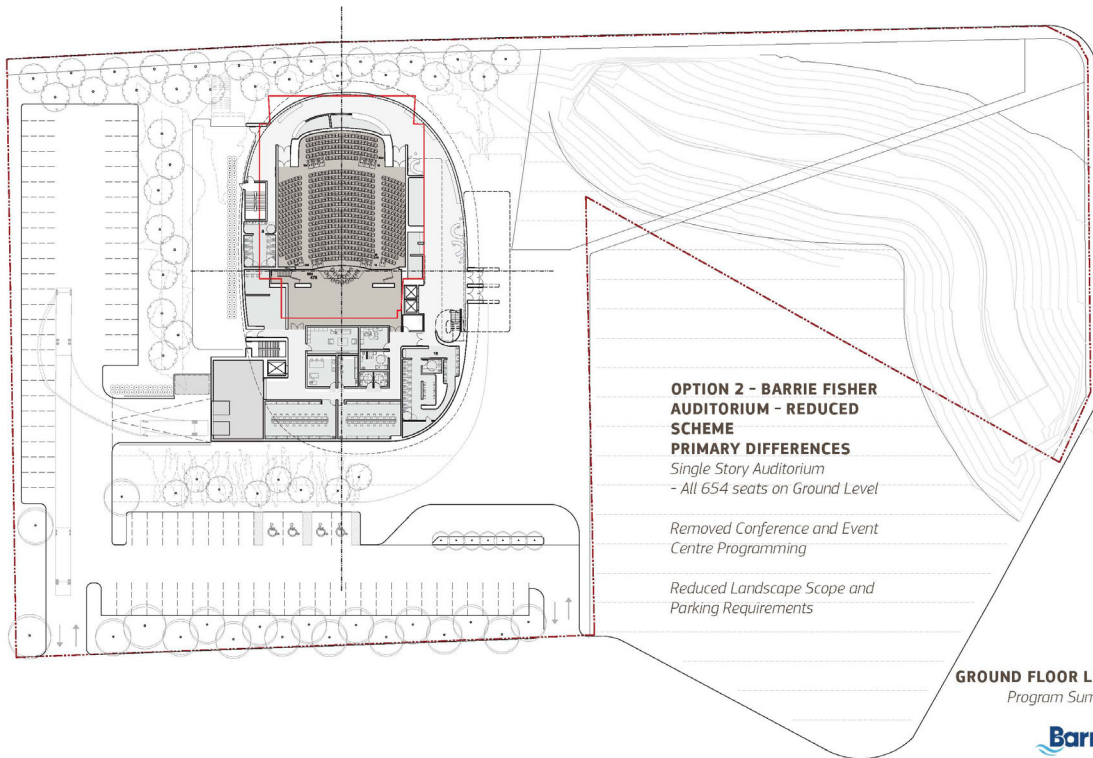 OPTION 2 - BARRIE FISHER
AUDITORIUM - REDUCED
SCHEME
PRIMARY DIFFERENCES
Single Story Auditorium
- All 654 seats on Ground Level
Removed Conference and Event
Centre Programming
Reduced Landscape Scope and
Parking Requirements
GROUND FLOOR L
Program Sum
Barr